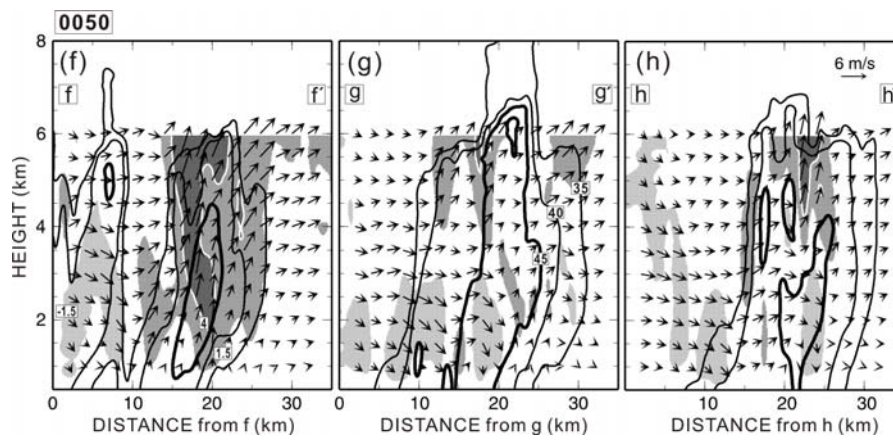 0050
(f) (g) (h)
6 m/s
f f′ g g′ h h
8
6
4
2
HEIGHT (km)
35
40
45
-1.5
4
1.5
0 10 20 30 0 10 20 30 0 10 20 30
DISTANCE from f (km) DISTANCE from g (km) DISTANCE from h (km)